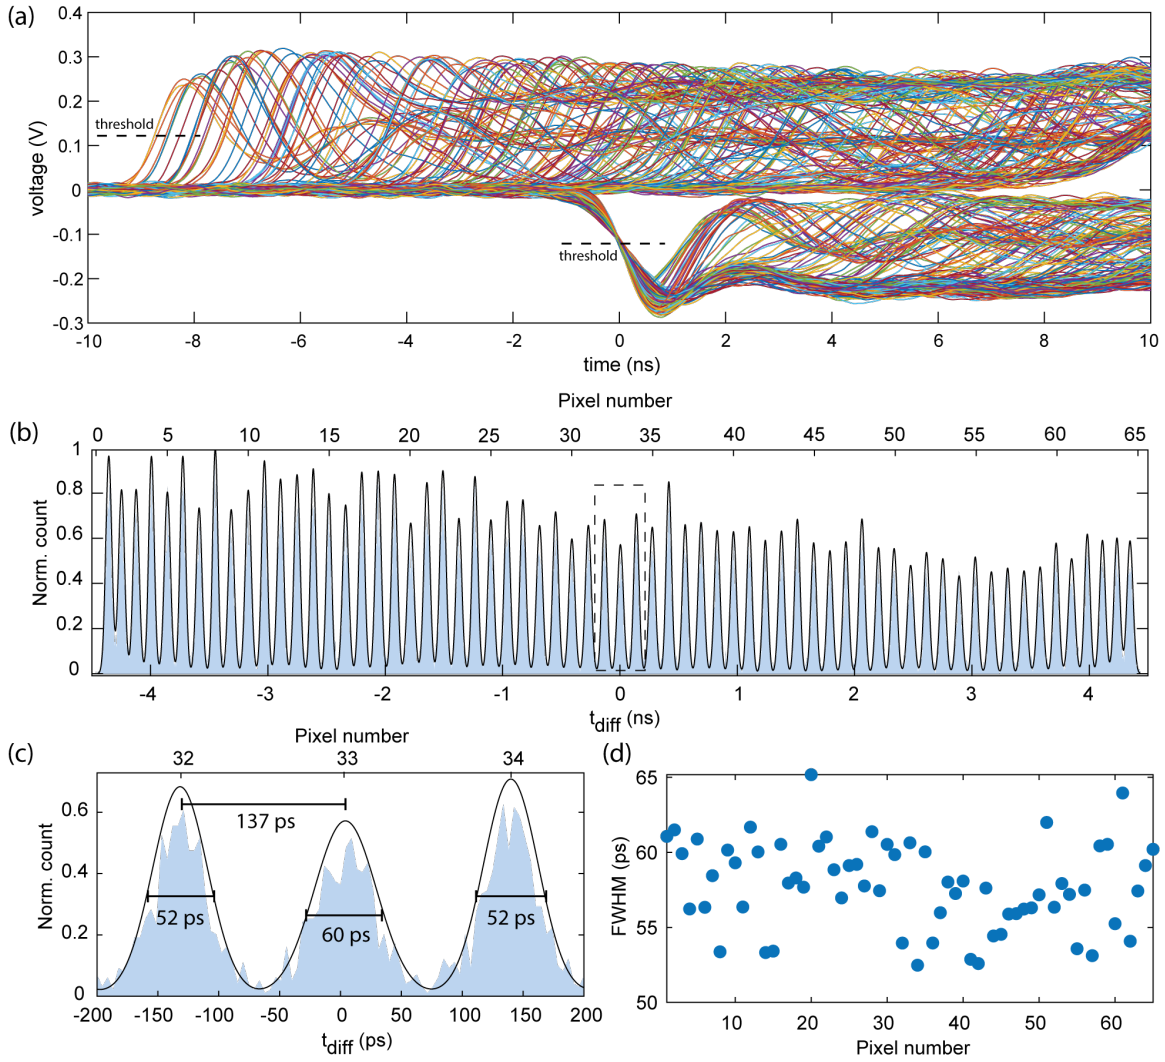 (a)
0.4
0.3
0.2
0.1
0
-0.1
-0.2
-0.3
voltage (V)
threshold
threshold
-10 -8 -6 -4 -2 0 2 4 6 8 10
time (ns)
Pixel number
(b)
0 5 10 15 20 25 30 35 40 45 50 55 60 65
1
0.8
0.6
0.4
0.2
0
Norm. count
-4 -3 -2 -1 0 1 2 3 4
tdiff (ns)
(c)
Pixel number
32 33 34
0.6
0.4
0.2
0
Norm. count
137 ps
52 ps
60 ps
52 ps
-200 -150 -100 -50 0 50 100 150 200
tdiff (ps)
(d)
65
60
55
50
FWHM (ps)
10 20 30 40 50 60
Pixel number